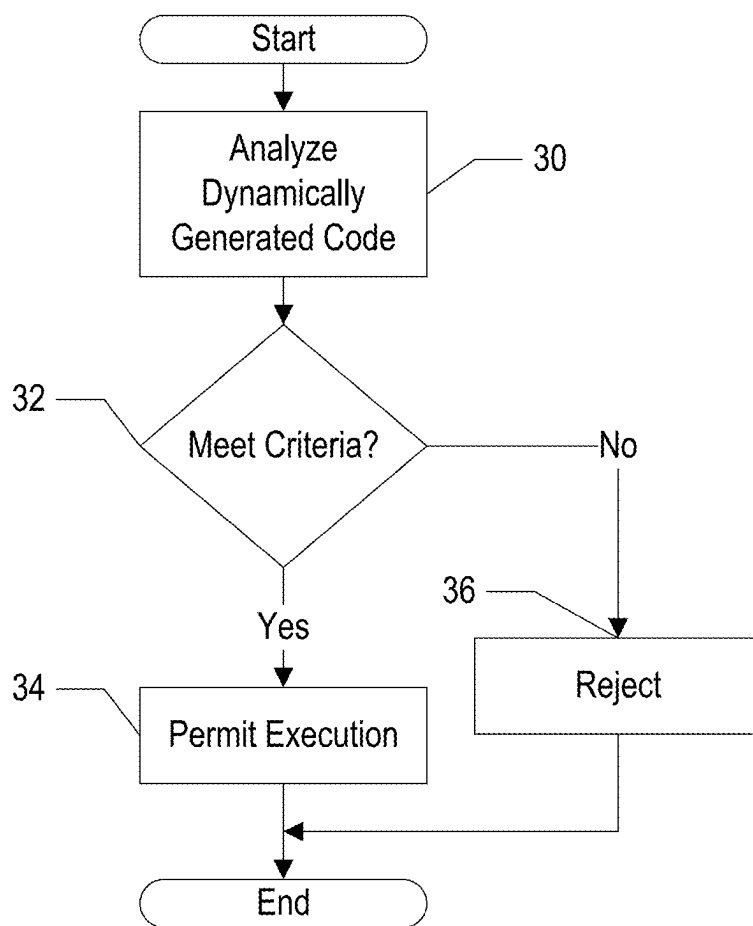 Start
Analyze
Dynamically
Generated Code
30
32
Meet Criteria?
No
Yes
36
34
Permit Execution
Reject
End